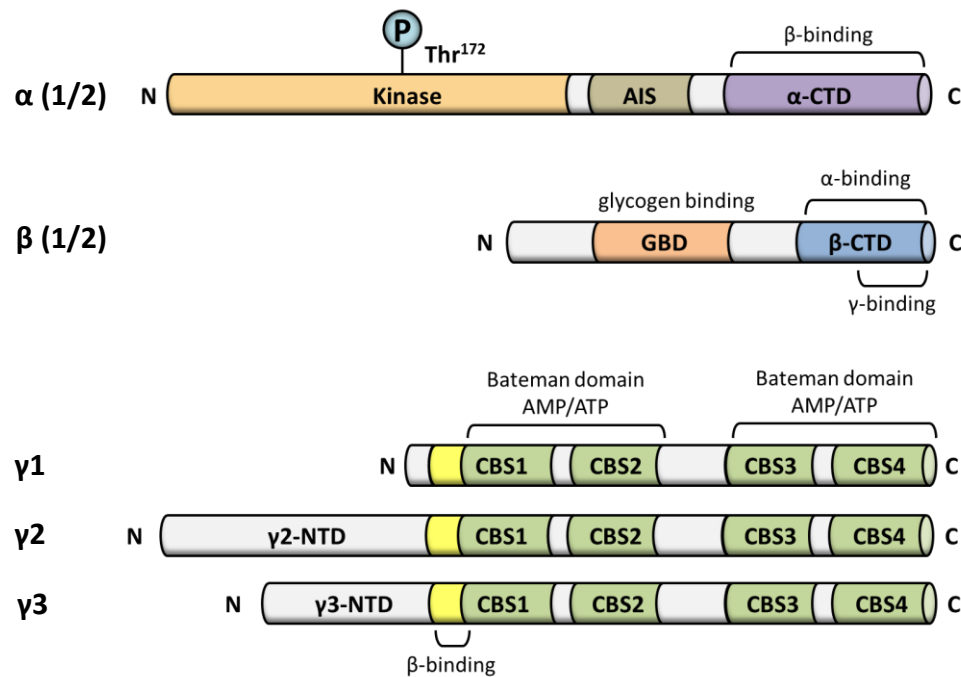 P
Thr¹⁷²
β-binding
α (1/2) N Kinase AIS α-CTD C
α-binding
glycogen binding
β (1/2) N GBD β-CTD C
γ-binding
Bateman domain Bateman domain
AMP/ATP AMP/ATP
γ1 N CBS1 CBS2 CBS3 CBS4 C
γ2 N γ2-NTD CBS1 CBS2 CBS3 CBS4 C
γ3 N γ3-NTD CBS1 CBS2 CBS3 CBS4 C
β-binding